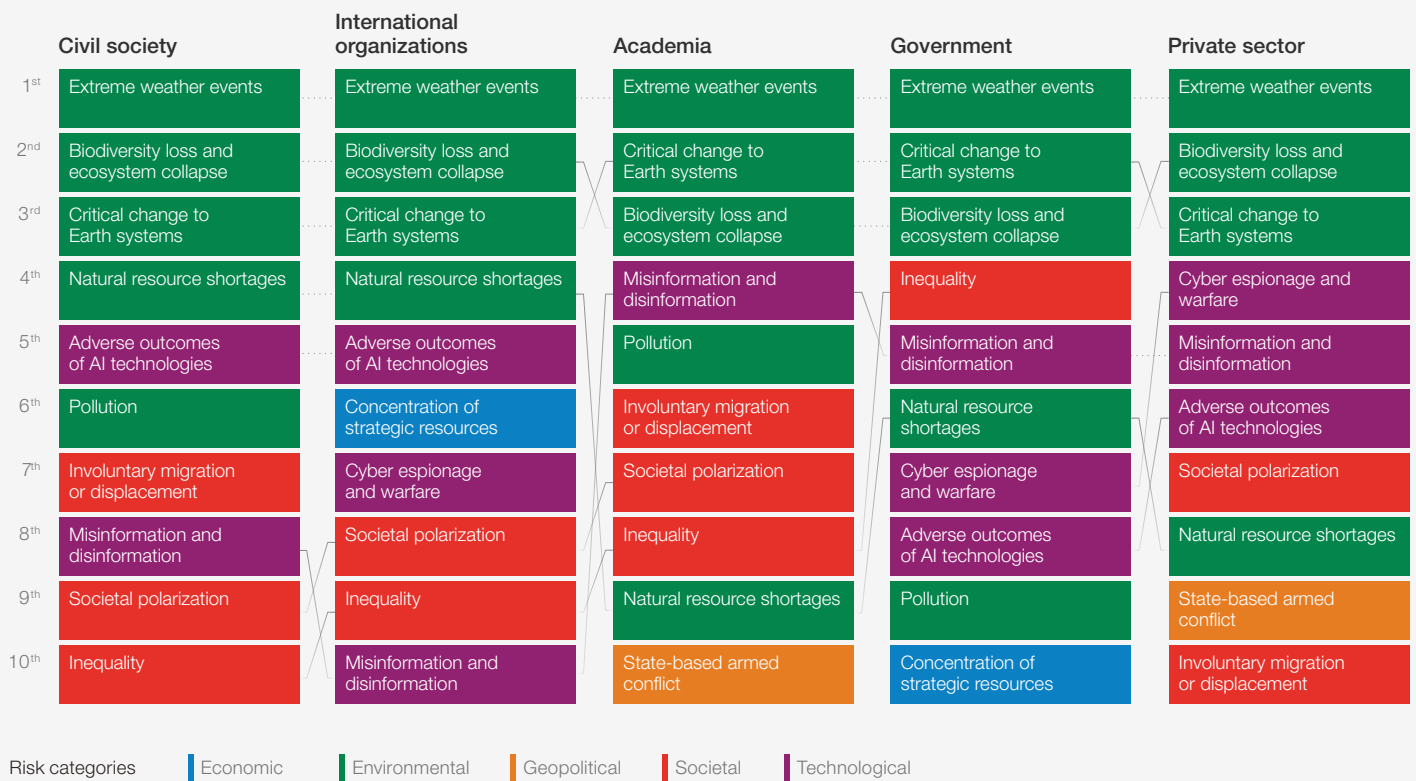 Civil society
International
organizations
Academia
Government
Private sector
1st
Extreme weather events
Extreme weather events
Extreme weather events
Extreme weather events
Extreme weather events
2nd
Biodiversity loss and
ecosystem collapse
Biodiversity loss and
ecosystem collapse
Critical change to
Earth systems
Critical change to
Earth systems
Biodiversity loss and
ecosystem collapse
3rd
Critical change to
Earth systems
Critical change to
Earth systems
Biodiversity loss and
ecosystem collapse
Biodiversity loss and
ecosystem collapse
Critical change to
Earth systems
4th
Natural resource shortages
Natural resource shortages
Misinformation and
disinformation
Inequality
Cyber espionage and
warfare
5th
Adverse outcomes
of AI technologies
Adverse outcomes
of AI technologies
Pollution
Misinformation and
disinformation
Misinformation and
disinformation
6th
Pollution
Concentration of
strategic resources
Involuntary migration
or displacement
Natural resource
shortages
Adverse outcomes
of AI technologies
7th
Involuntary migration
or displacement
Cyber espionage
and warfare
Societal polarization
Cyber espionage
and warfare
Societal polarization
8th
Misinformation and
disinformation
Societal polarization
Inequality
Adverse outcomes
of AI technologies
Natural resource shortages
9th
Societal polarization
Inequality
Natural resource shortages
Pollution
State-based armed
conflict
10th
Inequality
Misinformation and
disinformation
State-based armed
conflict
Concentration of
strategic resources
Involuntary migration
or displacement
Risk categories
Economic
Environmental
Geopolitical
Societal
Technological